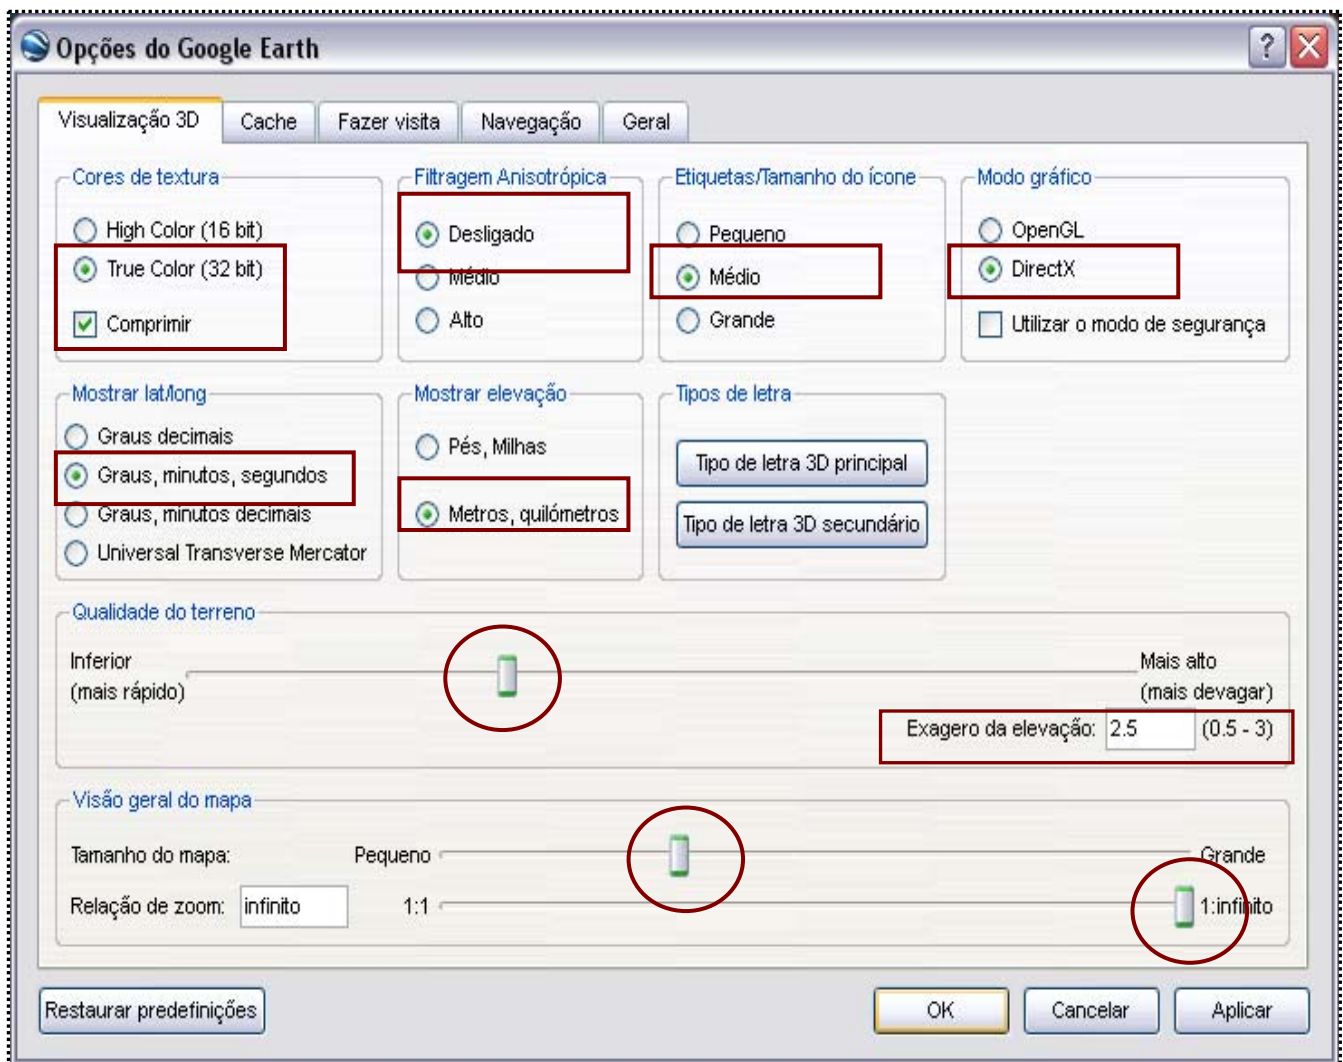 Opções do Google Earth
Visualização 3D
Cache
Fazer visita
Navegação
Geral
Cores de textura
High Color (16 bit)
True Color (32 bit)
Comprimir
Filtragem Anisotrópica
Desligado
Médio
Alto
Etiquetas/Tamanho do ícone
Pequeno
Médio
Grande
Modo gráfico
OpenGL
DirectX
Utilizar o modo de segurança
Mostrar lat/long
Graus decimais
Graus, minutos, segundos
Graus, minutos decimais
Universal Transverse Mercator
Mostrar elevação
Pés, Milhas
Metros, quilómetros
Tipos de letra
Tipo de letra 3D principal
Tipo de letra 3D secundário
Qualidade do terreno
Inferior
(mais rápido)
Mais alto
(mais devagar)
Exagero da elevação: 2.5 (0.5 - 3)
Visão geral do mapa
Tamanho do mapa: Pequeno Grande
Relação de zoom: infinito 1:1 1:infinito
Restaurar predefinições
OK
Cancelar
Aplicar